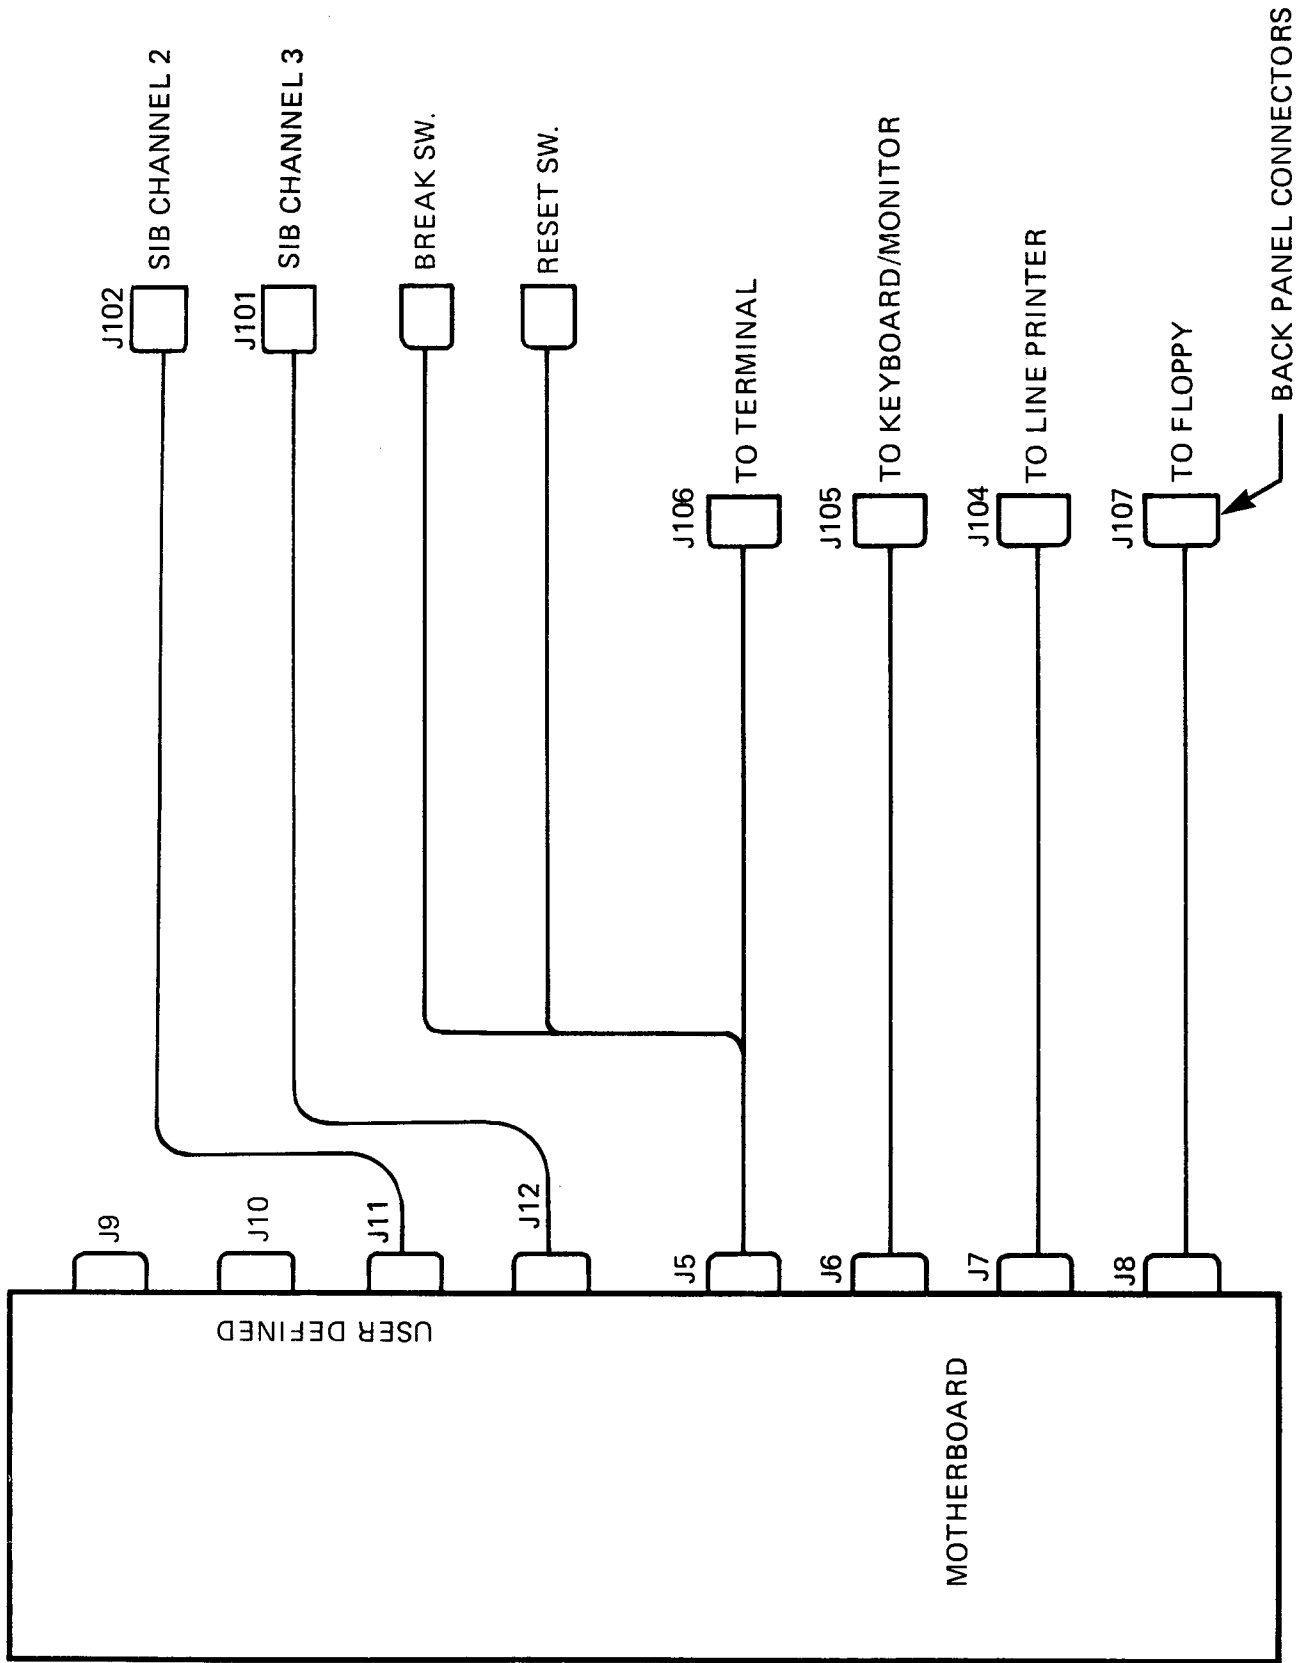 J102
SIB CHANNEL 2
J101
SIB CHANNEL 3
BREAK SW.
RESET SW.
J106
TO TERMINAL
J105
TO KEYBOARD/MONITOR
J104
TO LINE PRINTER
J107
TO FLOPPY
BACK PANEL CONNECTORS
J9
J10
J11
J12
J5
J6
J7
J8
USER DEFINED
MOTHERBOARD